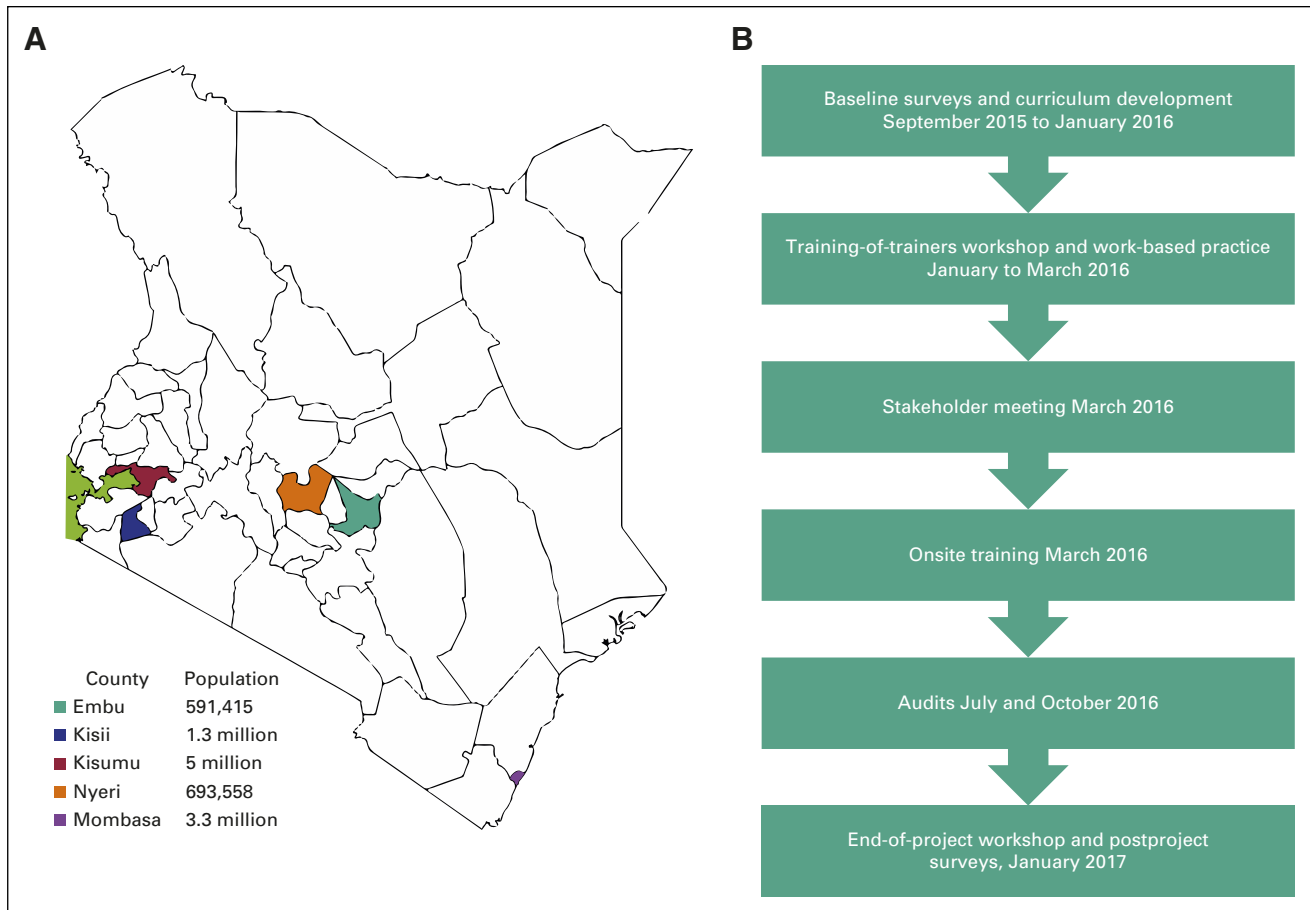 A
County Population
Embu 591,415
Kisii 1.3 million
Kisumu 5 million
Nyeri 693,558
Mombasa 3.3 million
B
Baseline surveys and curriculum development
September 2015 to January 2016
Training-of-trainers workshop and work-based practice
January to March 2016
Stakeholder meeting March 2016
Onsite training March 2016
Audits July and October 2016
End-of-project workshop and postproject
surveys, January 2017